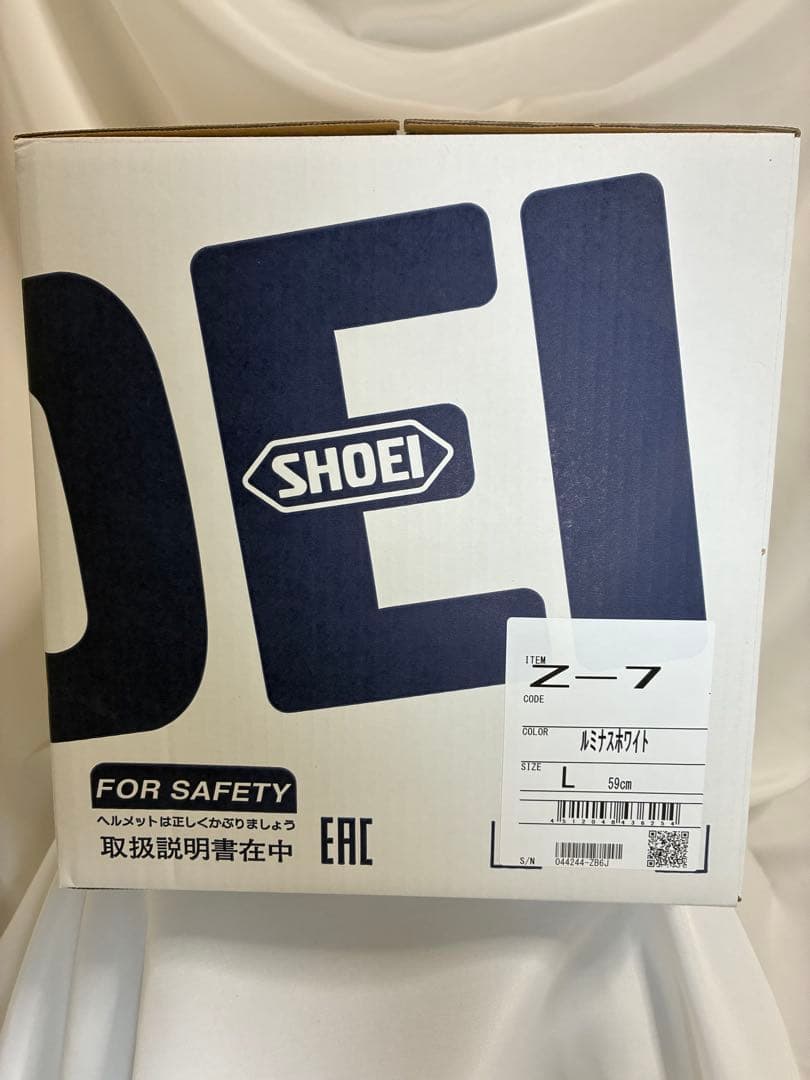 OEI
SHOEI
ITEM
Z-7
CODE
COLOR
ルミナスホワイト
SIZE
L 59cm
4512048436254
S/N 044244-ZB6J
FOR SAFETY
ヘルメットは正しくかぶりましょう
取扱説明書在中
EAC